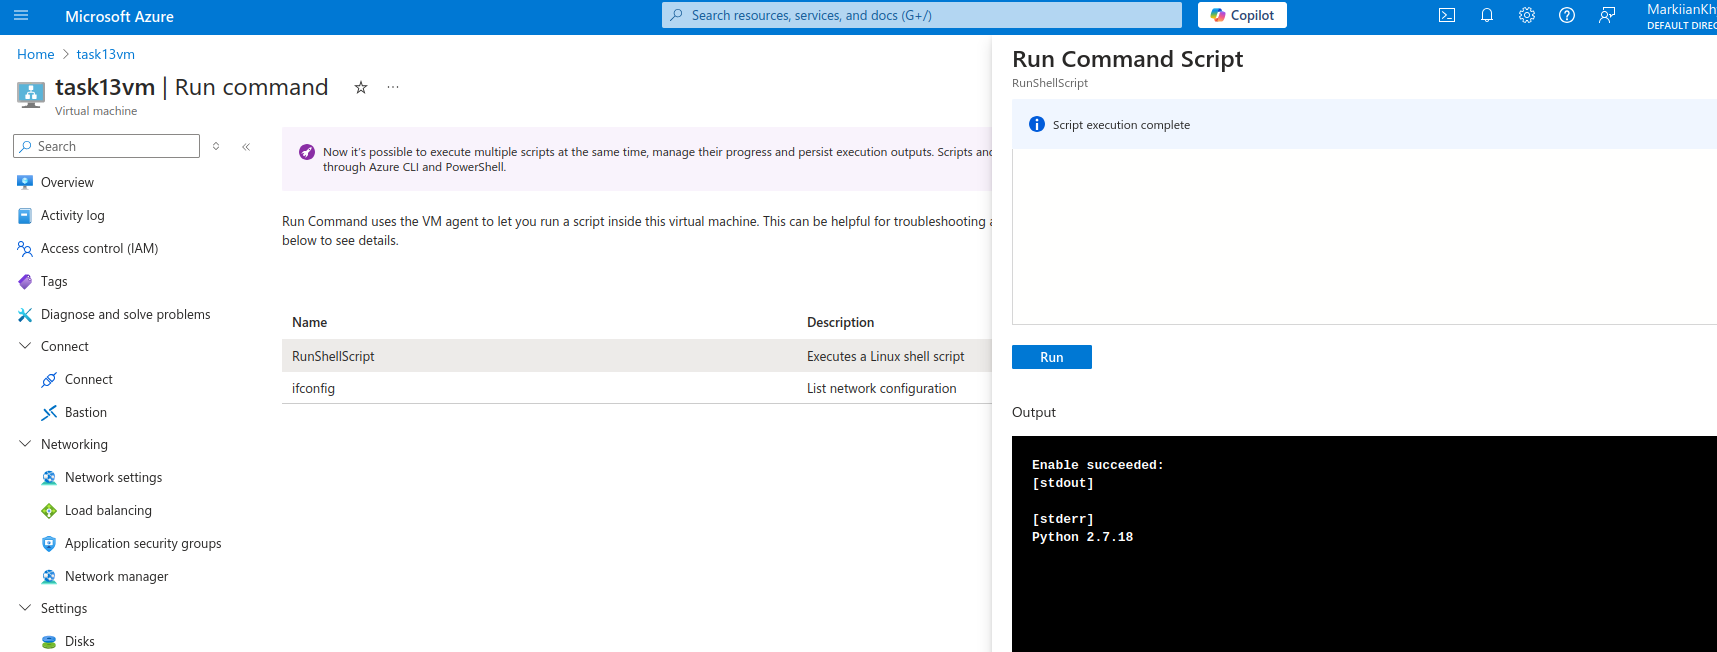 Microsoft Azure
Search resources, services, and docs (G+/)
Copilot
MarkiianKh
DEFAULT DIREC
Home > task13vm
task13vm | Run command
Virtual machine
Search
Overview
Activity log
Access control (IAM)
Tags
Diagnose and solve problems
Connect
Connect
Bastion
Networking
Network settings
Load balancing
Application security groups
Network manager
Settings
Disks
Now it's possible to execute multiple scripts at the same time, manage their progress and persist execution outputs. Scripts and
through Azure CLI and PowerShell.
Run Command uses the VM agent to let you run a script inside this virtual machine. This can be helpful for troubleshooting a
below to see details.
Name Description
RunShellScript Executes a Linux shell script
ifconfig List network configuration
Run Command Script
RunShellScript
Script execution complete
Run
Output
Enable succeeded:
[stdout]
[stderr]
Python 2.7.18